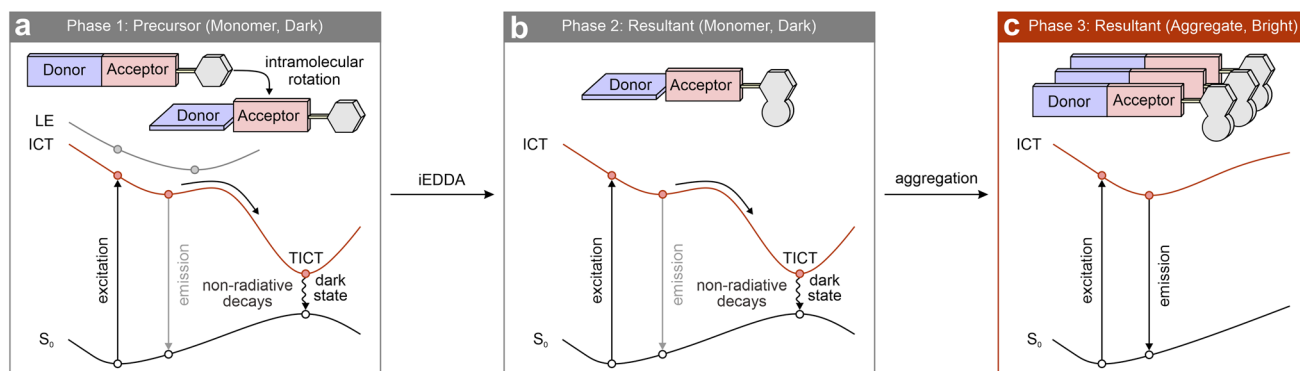 a Phase 1: Precursor (Monomer, Dark)
Donor Acceptor
intramolecular
rotation
Donor Acceptor
LE
ICT
excitation
emission
TICT
non-radiative
decays
dark
state
S₀
iEDDA
b Phase 2: Resultant (Monomer, Dark)
Donor Acceptor
ICT
excitation
emission
TICT
non-radiative
decays
dark
state
S₀
aggregation
c Phase 3: Resultant (Aggregate, Bright)
Donor Acceptor
ICT
excitation
emission
S₀